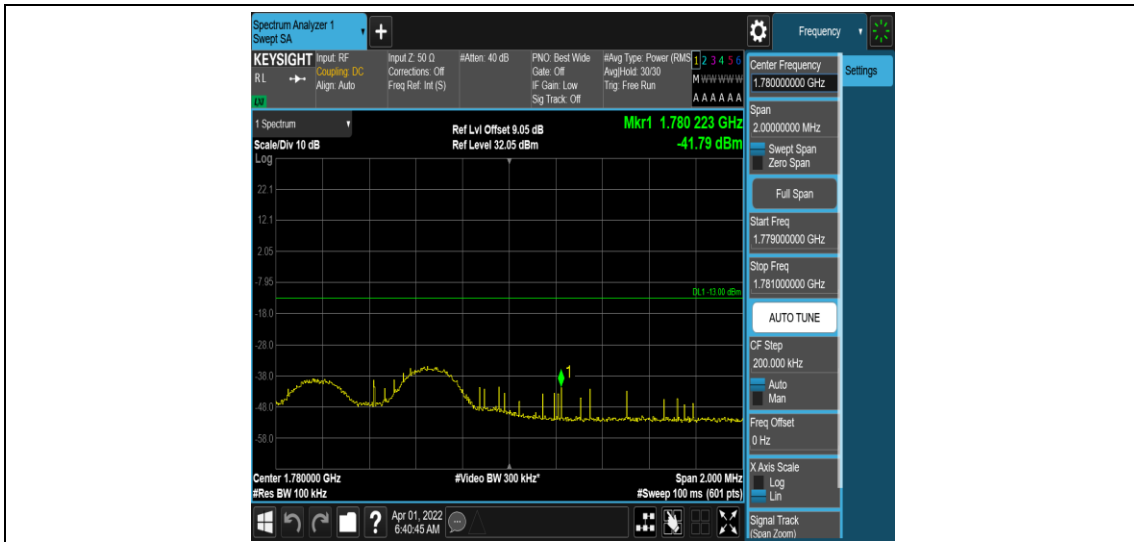 Spectrum Analyzer 1
Swept SA
Frequency
KEYSIGHT
Input: RF
Input Z: 50 Ω
#Atten: 40 dB
PNO: Best Wide
#Avg Type: Power (RMS
1 2 3 4 5 6
RL
Coupling: DC
Corrections: Off
Gate: Off
Avg|Hold: 30/30
M W W W W W
Align: Auto
Freq Ref: Int (S)
IF Gain: Low
Trig: Free Run
Sig Track: Off
A A A A A A
LXI
1 Spectrum
Ref Lvl Offset 9.05 dB
Mkr1 1.780 223 GHz
Scale/Div 10 dB
Ref Level 32.05 dBm
-41.79 dBm
Log
22.1
12.1
2.05
-7.95
DL1 -13.00 dBm
-18.0
-28.0
-38.0
1
-48.0
-58.0
Center 1.780000 GHz
#Video BW 300 kHz*
Span 2.000 MHz
#Res BW 100 kHz
#Sweep 100 ms (601 pts)
?
Apr 01, 2022
6:40:45 AM
Center Frequency
1.780000000 GHz
Settings
Span
2.00000000 MHz
Swept Span
Zero Span
Full Span
Start Freq
1.779000000 GHz
Stop Freq
1.781000000 GHz
AUTO TUNE
CF Step
200.000 kHz
Auto
Man
Freq Offset
0 Hz
X Axis Scale
Log
Lin
Signal Track
(Span Zoom)